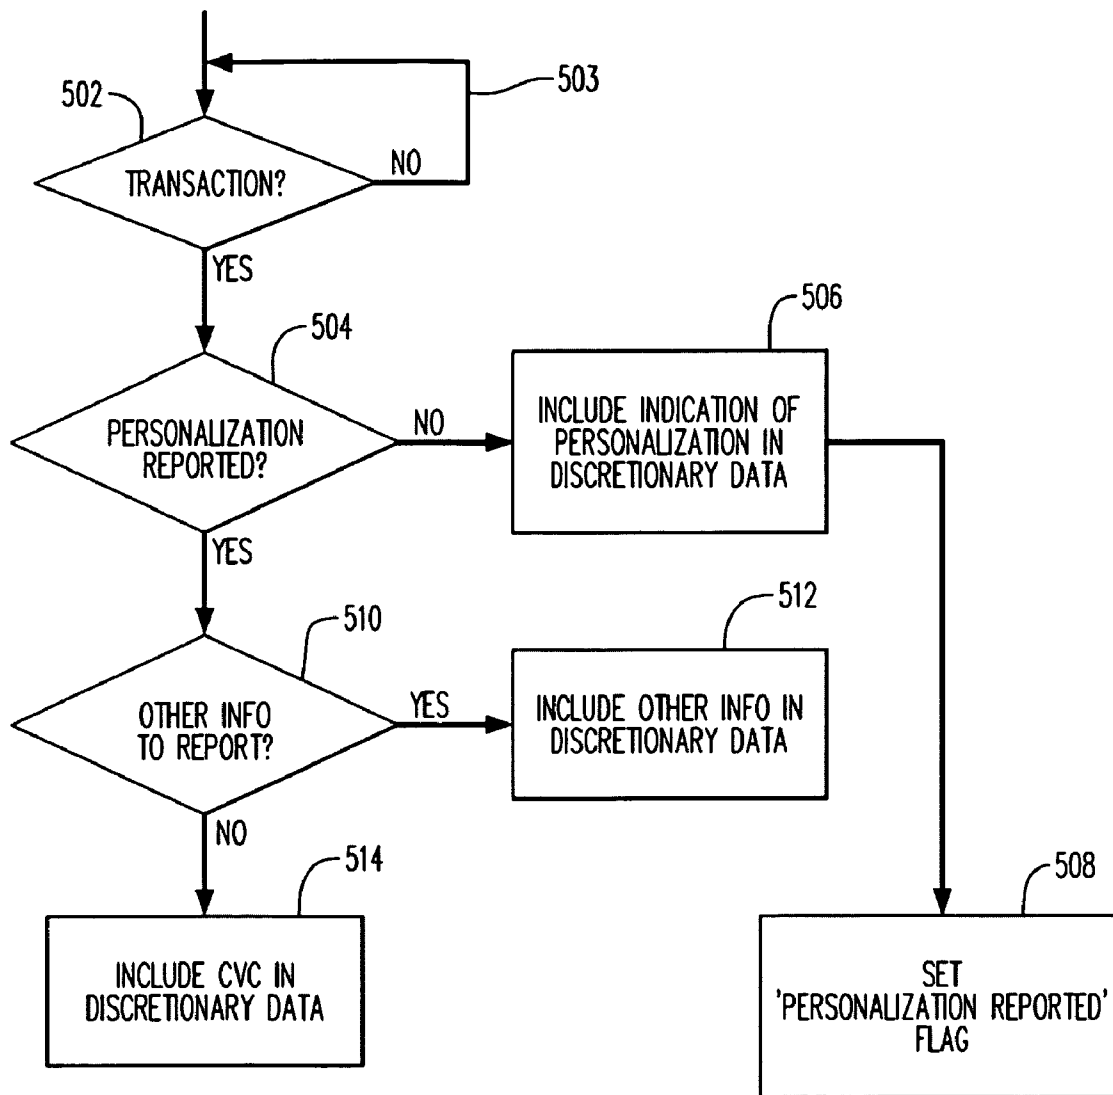 503
502
TRANSACTION?
NO
YES
504
506
PERSONALIZATION
REPORTED?
NO
INCLUDE INDICATION OF
PERSONALIZATION IN
DISCRETIONARY DATA
YES
510
512
OTHER INFO
TO REPORT?
YES
INCLUDE OTHER INFO IN
DISCRETIONARY DATA
NO
514
508
INCLUDE CVC IN
DISCRETIONARY DATA
SET
'PERSONALIZATION REPORTED'
FLAG